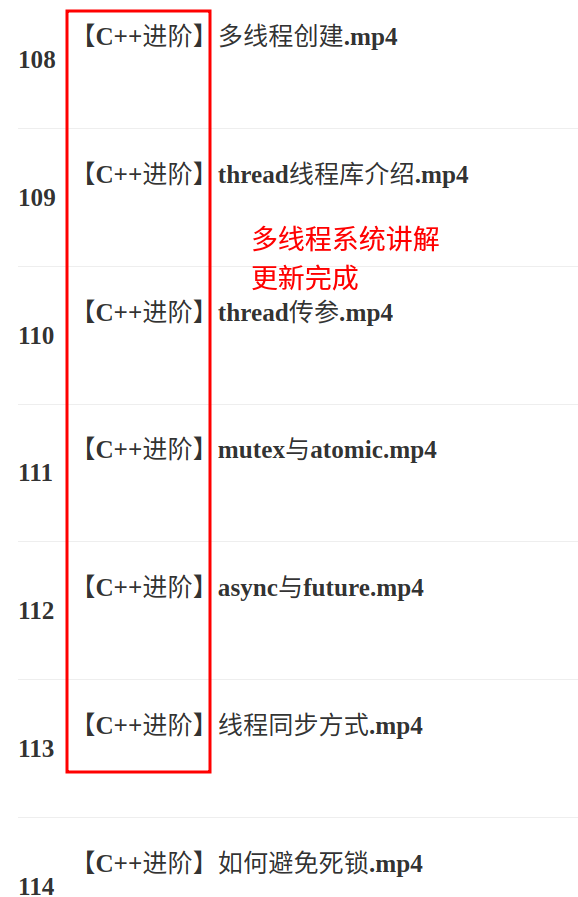 【C++进阶】多线程创建.mp4
108
【C++进阶】thread线程库介绍.mp4
109
多线程系统讲解
更新完成
【C++进阶】thread传参.mp4
110
【C++进阶】mutex与atomic.mp4
111
【C++进阶】async与future.mp4
112
【C++进阶】线程同步方式.mp4
113
【C++进阶】如何避免死锁.mp4
114